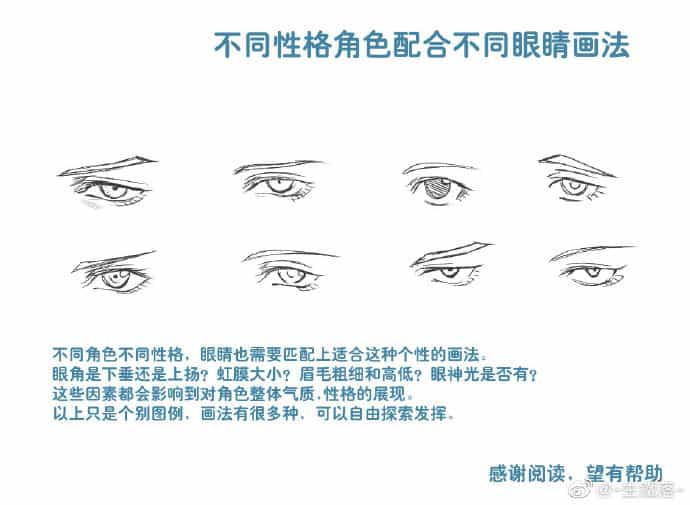 不同性格角色配合不同眼睛画法
不同角色不同性格，眼睛也需要匹配上适合这种个性的画法。
眼角是下垂还是上扬？虹膜大小？眉毛粗细和高低？眼神光是否有？
这些因素都会影响到对角色整体气质.性格的展现。
以上只是个别图例，画法有很多种，可以自由探索发挥。
感谢阅读，望有帮助